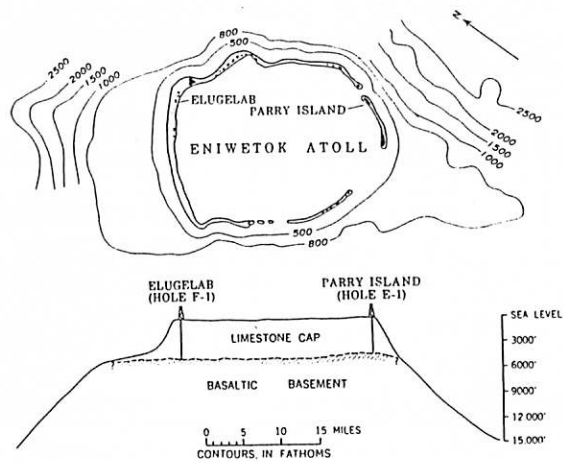 800
500
2500
2000
1500
1000
N
ELUGELAB
PARRY ISLAND
ENIWETOK ATOLL
2500
2000
1500
1000
500
800
ELUGELAB
(HOLE F-1)
PARRY ISLAND
(HOLE E-1)
SEA LEVEL
LIMESTONE CAP
3000'
6000'
BASALTIC BASEMENT
9000'
12 000'
15.000'
0 5 10 15 MILES
CONTOURS, IN FATHOMS